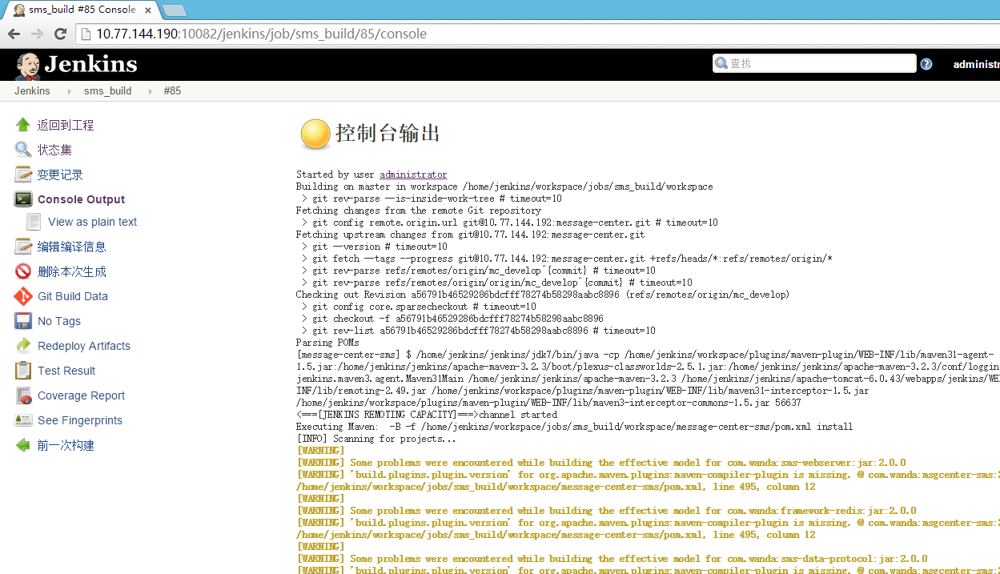 sms_build #85 Console
10.77.144.190:10082/jenkins/job/sms_build/85/console
Jenkins
查找
administr
Jenkins
sms_build
#85
返回到工程
状态集
变更记录
Console Output
View as plain text
编辑编译信息
删除本次生成
Git Build Data
No Tags
Redeploy Artifacts
Test Result
Coverage Report
See Fingerprints
前一次构建
控制台输出
Started by user administrator
Building on master in workspace /home/jenkins/workspace/jobs/sms_build/workspace
> git rev-parse --is-inside-work-tree # timeout=10
Fetching changes from the remote Git repository
> git config remote.origin.url git@10.77.144.192:message-center.git # timeout=10
Fetching upstream changes from git@10.77.144.192:message-center.git
> git --version # timeout=10
> git fetch --tags --progress git@10.77.144.192:message-center.git +refs/heads/*:refs/remotes/origin/*
> git rev-parse refs/remotes/origin/mc_develop^{commit} # timeout=10
> git rev-parse refs/remotes/origin/origin/mc_develop^{commit} # timeout=10
Checking out Revision a56791b46529286bdcfff78274b58298aabc8896 (refs/remotes/origin/mc_develop)
> git config core.sparsecheckout # timeout=10
> git checkout -f a56791b46529286bdcfff78274b58298aabc8896
> git rev-list a56791b46529286bdcfff78274b58298aabc8896 # timeout=10
Parsing POMs
[message-center-sms] $ /home/jenkins/jenkins/jdk7/bin/java -cp /home/jenkins/workspace/plugins/maven-plugin/WEB-INF/lib/maven31-agent-
1.5.jar:/home/jenkins/jenkins/apache-maven-3.2.3/boot/plexus-classworlds-2.5.1.jar:/home/jenkins/jenkins/apache-maven-3.2.3/conf/loggin
jenkins.maven3.agent.Maven31Main /home/jenkins/jenkins/apache-maven-3.2.3 /home/jenkins/jenkins/apache-tomcat-6.0.43/webapps/jenkins/WE
INF/lib/remoting-2.49.jar /home/jenkins/workspace/plugins/maven-plugin/WEB-INF/lib/maven31-interceptor-1.5.jar
/home/jenkins/workspace/plugins/maven-plugin/WEB-INF/lib/maven3-interceptor-commons-1.5.jar 56637
<===[JENKINS REMOTING CAPACITY]===>channel started
Executing Maven:  -B -f /home/jenkins/workspace/jobs/sms_build/workspace/message-center-sms/pom.xml install
[INFO] Scanning for projects...
[WARNING]
[WARNING] Some problems were encountered while building the effective model for com.wanda:sms-webserver:jar:2.0.0
[WARNING] 'build.plugins.plugin.version' for org.apache.maven.plugins:maven-compiler-plugin is missing. @ com.wanda:msgcenter-sms:2
/home/jenkins/workspace/jobs/sms_build/workspace/message-center-sms/pom.xml, line 495, column 12
[WARNING]
[WARNING] Some problems were encountered while building the effective model for com.wanda:framework-redis:jar:2.0.0
[WARNING] 'build.plugins.plugin.version' for org.apache.maven.plugins:maven-compiler-plugin is missing. @ com.wanda:msgcenter-sms:2
/home/jenkins/workspace/jobs/sms_build/workspace/message-center-sms/pom.xml, line 495, column 12
[WARNING]
[WARNING] Some problems were encountered while building the effective model for com.wanda:sms-data-protocol:jar:2.0.0
[WARNING] 'build.plugins.plugin.version' for org.apache.maven.plugins:maven-compiler-plugin is missing. @ com.wanda:msgcenter-sms:2